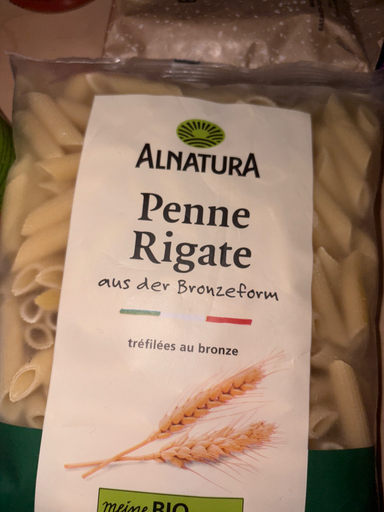 ALNATURA
Penne
Rigate
aus der Bronzeform
tréfilées au bronze
meine BIO